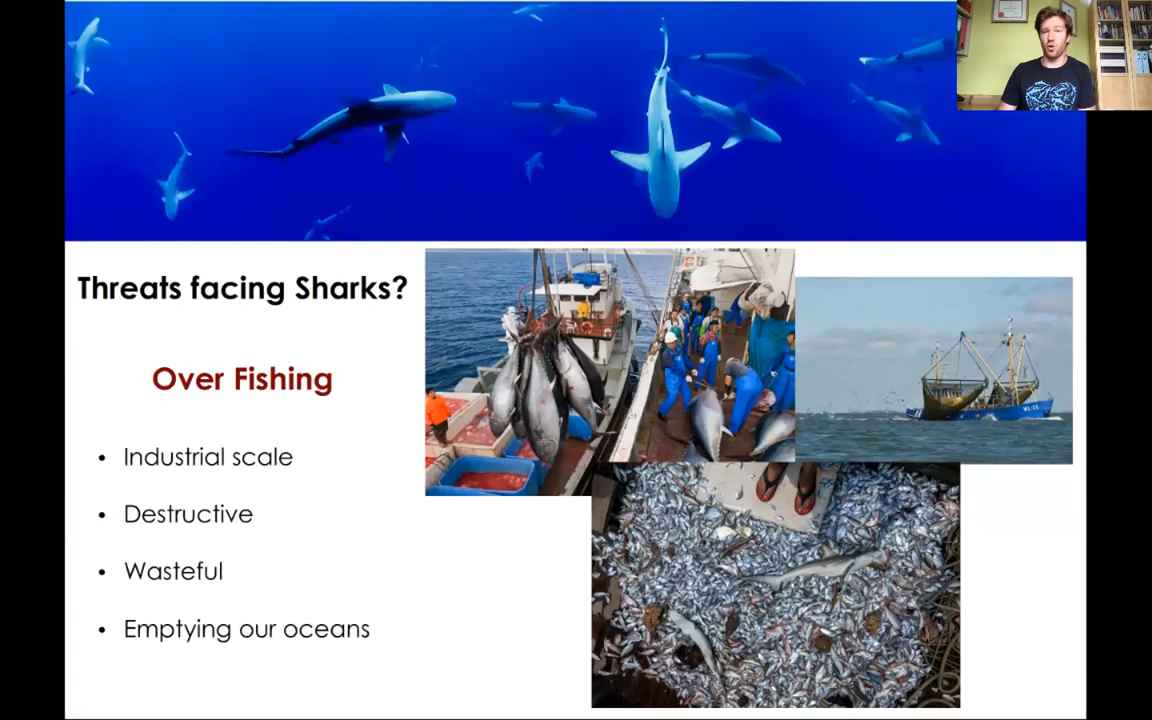 Threats facing Sharks?
Over Fishing
• Industrial scale
• Destructive
• Wasteful
• Emptying our oceans